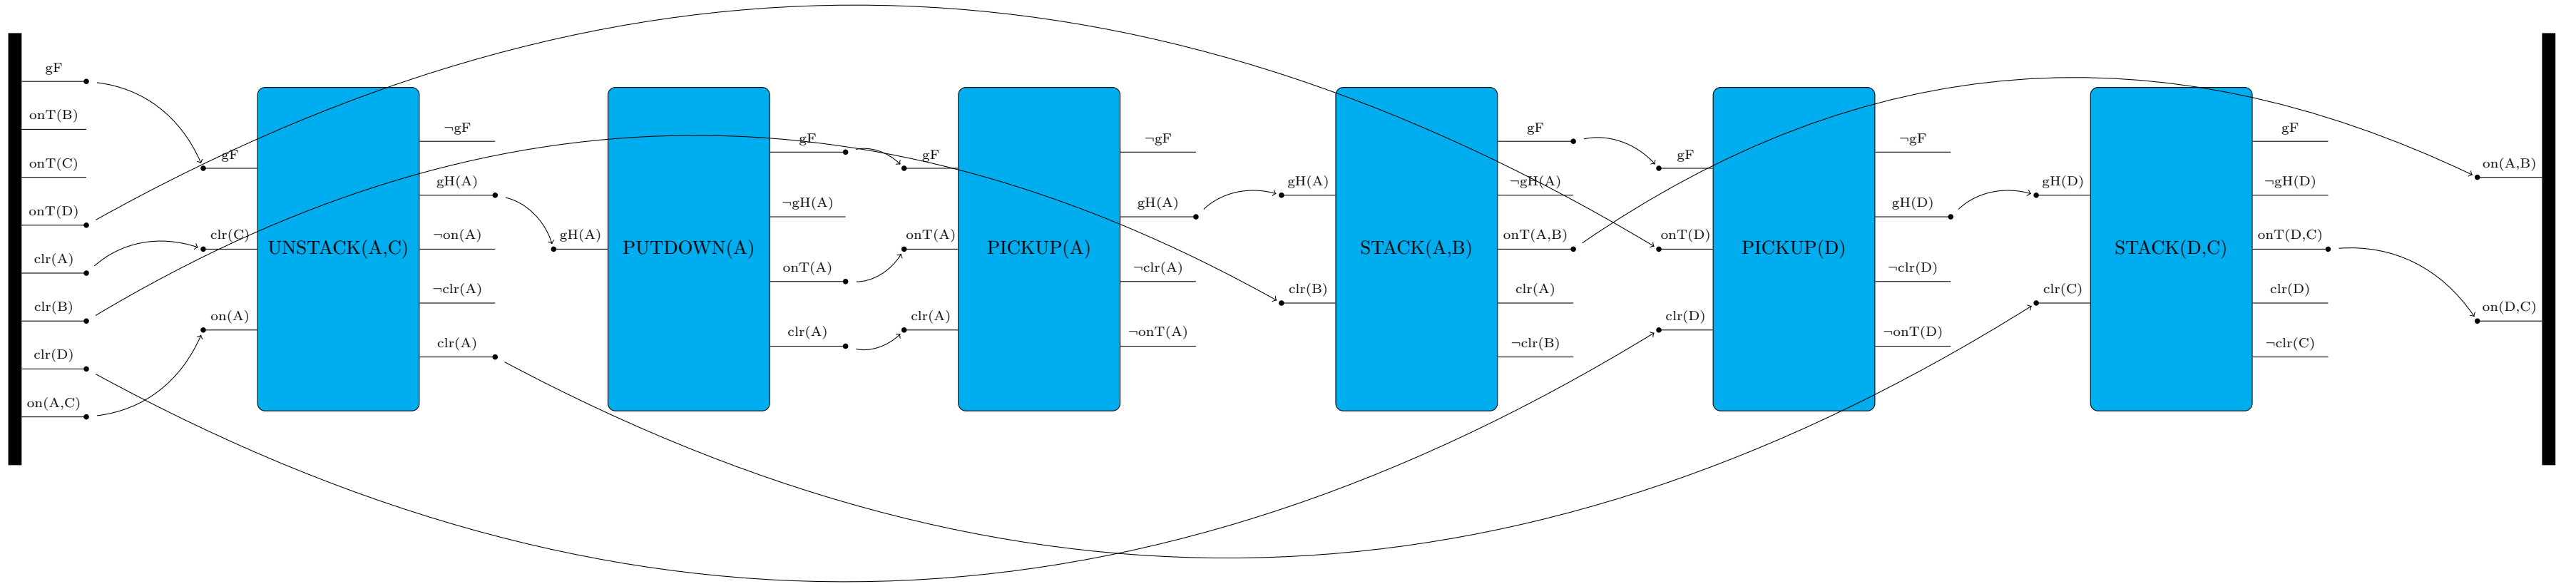 gF
onT(B)
onT(C)
onT(D)
clr(A)
clr(B)
clr(D)
on(A,C)
gF
clr(C)
on(A)
UNSTACK(A,C)
¬gF
gH(A)
¬on(A)
¬clr(A)
clr(A)
gH(A)
PUTDOWN(A)
gF
¬gH(A)
onT(A)
clr(A)
gF
onT(A)
clr(A)
PICKUP(A)
¬gF
gH(A)
¬clr(A)
¬onT(A)
gH(A)
clr(B)
STACK(A,B)
gF
¬gH(A)
onT(A,B)
clr(A)
¬clr(B)
gF
onT(D)
clr(D)
PICKUP(D)
¬gF
gH(D)
¬clr(D)
¬onT(D)
gH(D)
clr(C)
STACK(D,C)
gF
¬gH(D)
onT(D,C)
clr(D)
¬clr(C)
on(A,B)
on(D,C)